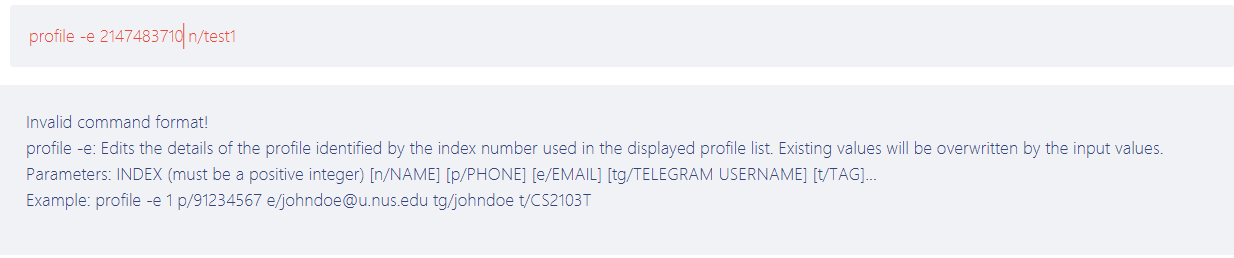 profile -e 2147483710 n/test1
Invalid command format!
profile -e: Edits the details of the profile identified by the index number used in the displayed profile list. Existing values will be overwritten by the input values.
Parameters: INDEX (must be a positive integer) [n/NAME] [p/PHONE] [e/EMAIL] [tg/TELEGRAM USERNAME] [t/TAG]...
Example: profile -e 1 p/91234567 e/johndoe@u.nus.edu tg/johndoe t/CS2103T